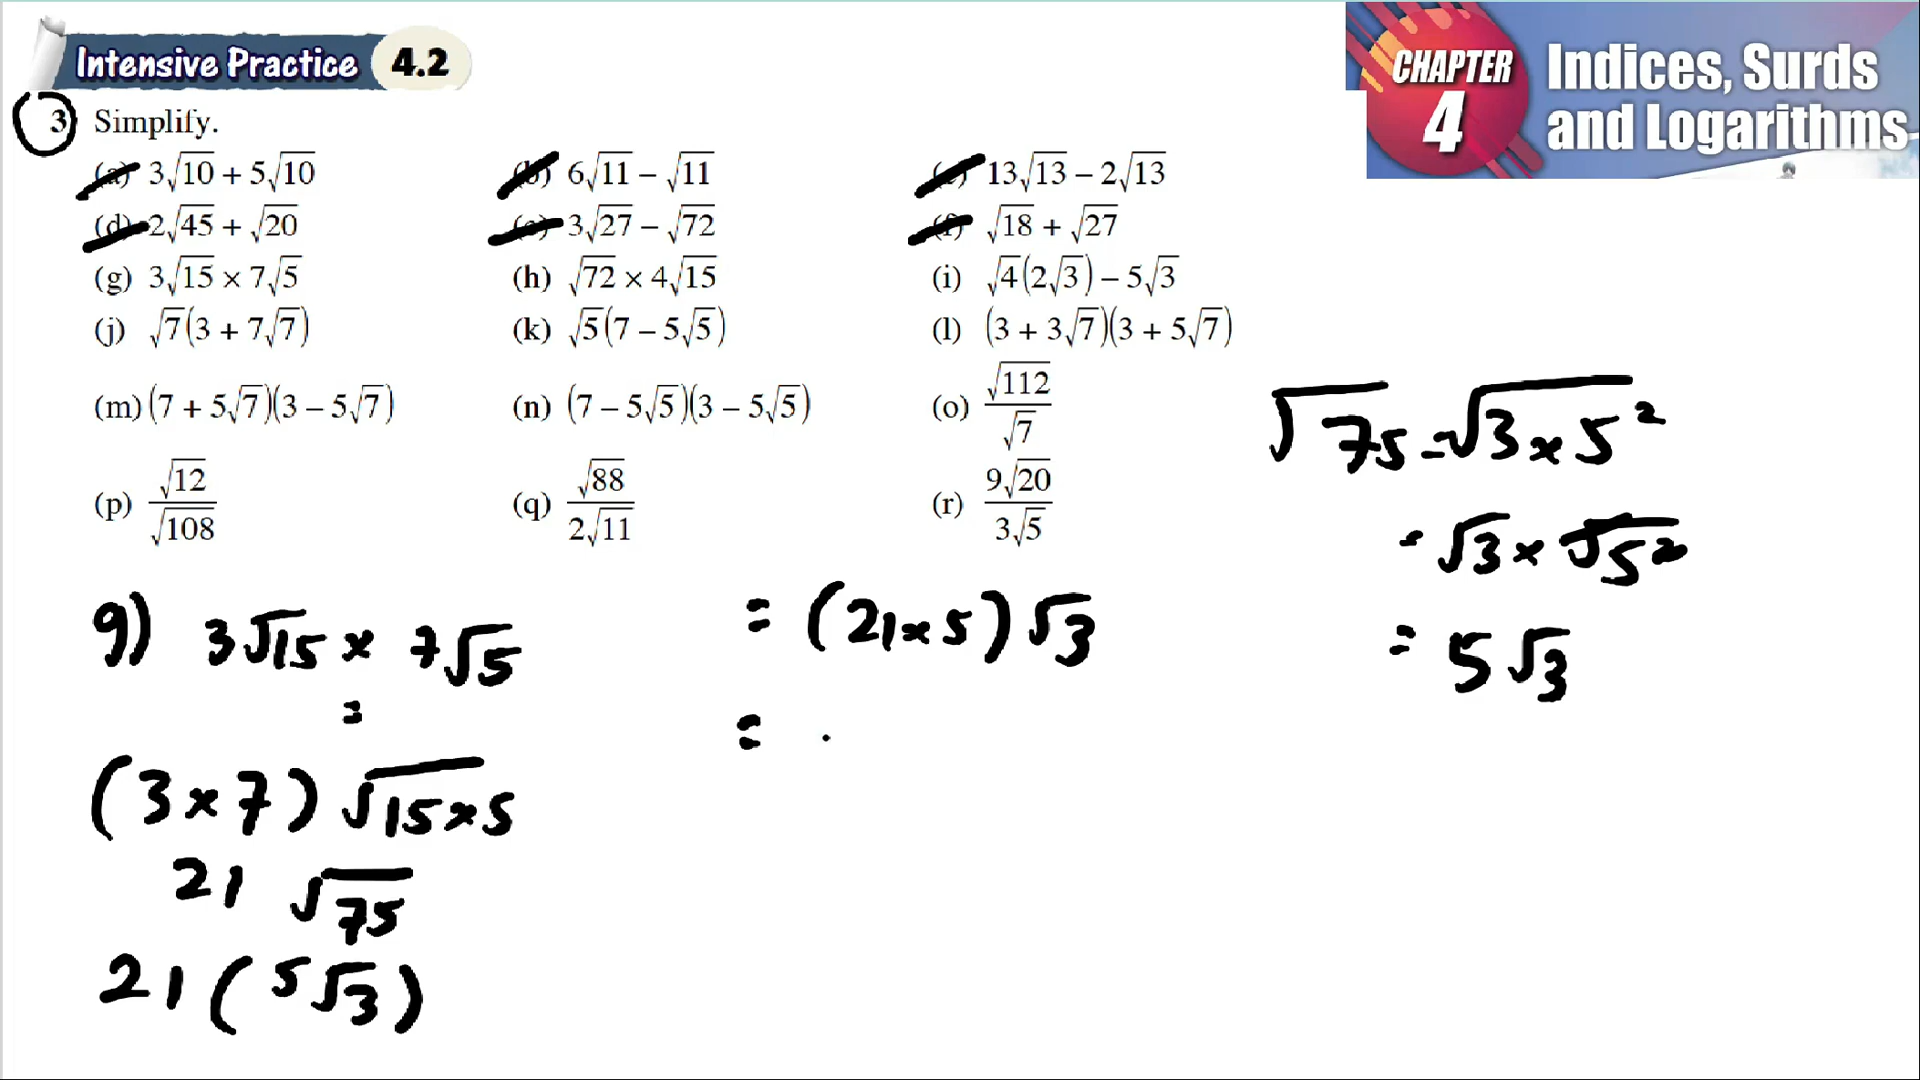 Intensive Practice 4.2
CHAPTER 4
Indices, Surds
and Logarithms
3 Simplify.
(a) 3√10 + 5√10 (b) 6√11 – √11 (c) 13√13 – 2√13
(d) 2√45 + √20 (e) 3√27 – √72 (f) √18 + √27
(g) 3√15 × 7√5 (h) √72 × 4√15 (i) √4(2√3) – 5√3
(j) √7(3 + 7√7) (k) √5(7 – 5√5) (l) (3 + 3√7)(3 + 5√7)
(m) (7 + 5√7)(3 – 5√7) (n) (7 – 5√5)(3 – 5√5) (o) √112/√7
(p) √12/√108 (q) √88/2√11 (r) 9√20/3√5
g) 3√15 × 7√5
=
(3 × 7) √15×5
21 √75
21 (5√3)
= (21×5) √3
=
√75 = √3×5²
= √3 × √5²
= 5√3